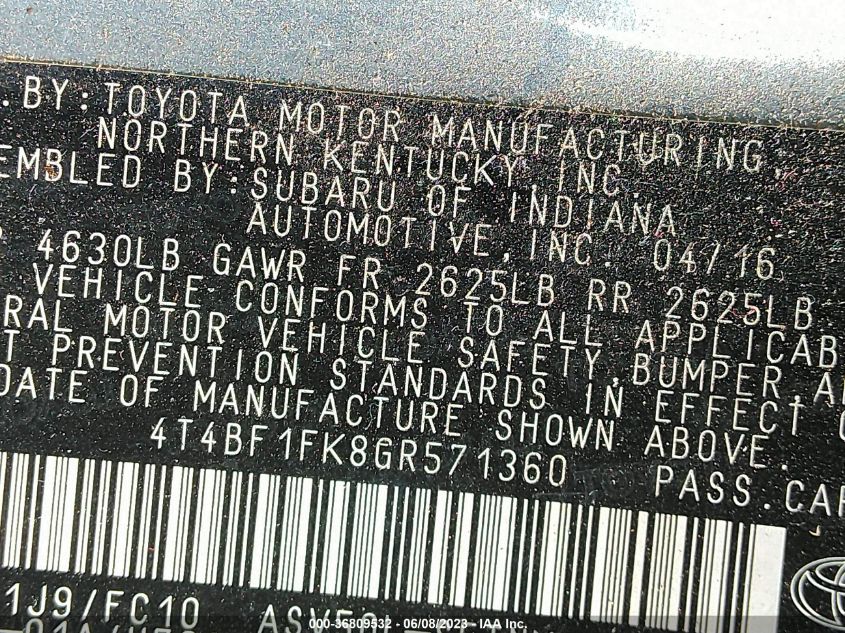 .BY:TOYOTA MOTOR MANUFACTURING,
NORTHERN KENTUCKY, INC.
EMBLED BY:SUBARU OF INDIANA
AUTOMOTIVE,INC. 04/16
4630LB GAWR FR 2625LB RR 2625LB
VEHICLE CONFORMS TO ALL APPLICAB
RAL MOTOR VEHICLE SAFETY,BUMPER,A
T PREVENTION STANDARDS IN EFFECT O
DATE OF MANUFACTURE SHOWN ABOVE.
4T4BF1FK8GR571360 PASS.CAR
1J9/FC10
000-36809532 - 06/08/2023 - IAA Inc.